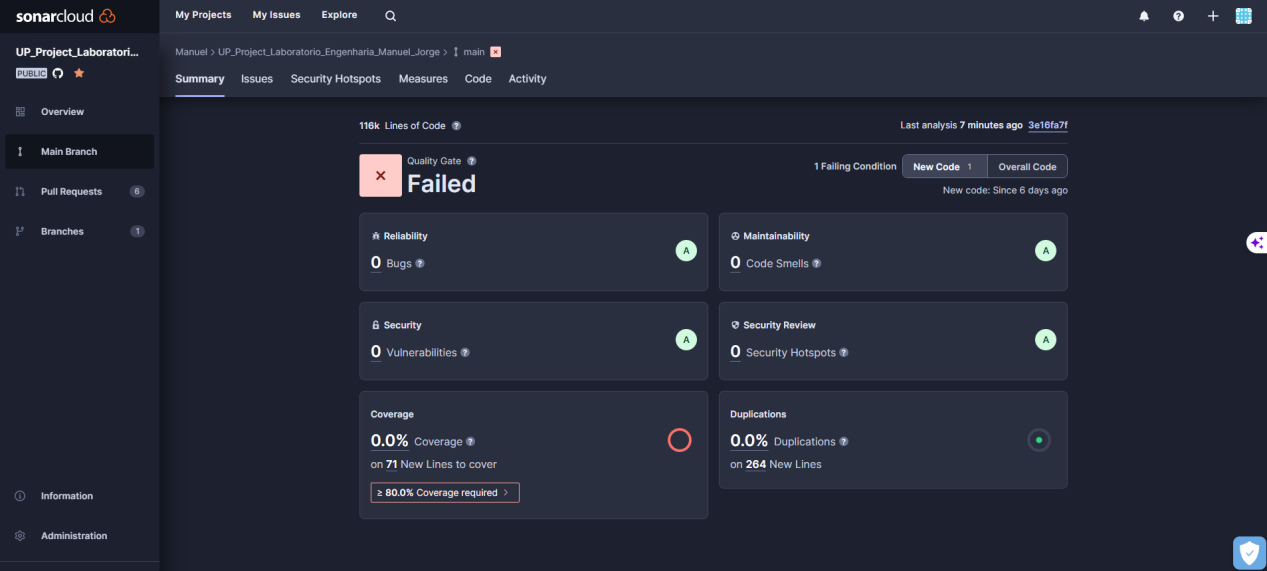 sonarcloud
My Projects My Issues Explore
UP_Project_Laboratori...
PUBLIC
Overview
Main Branch
Pull Requests 6
Branches 1
Information
Administration
Manuel > UP_Project_Laboratorio_Engenharia_Manuel_Jorge > main
Summary Issues Security Hotspots Measures Code Activity
116k Lines of Code ?
Last analysis 7 minutes ago 3e16fa7f
Quality Gate ?
Failed
1 Failing Condition New Code 1 Overall Code
New code: Since 6 days ago
Reliability
0 Bugs ?
A
Maintainability
0 Code Smells ?
A
Security
0 Vulnerabilities ?
A
Security Review
0 Security Hotspots ?
A
Coverage
0.0% Coverage ?
on 71 New Lines to cover
≥ 80.0% Coverage required >
Duplications
0.0% Duplications ?
on 264 New Lines